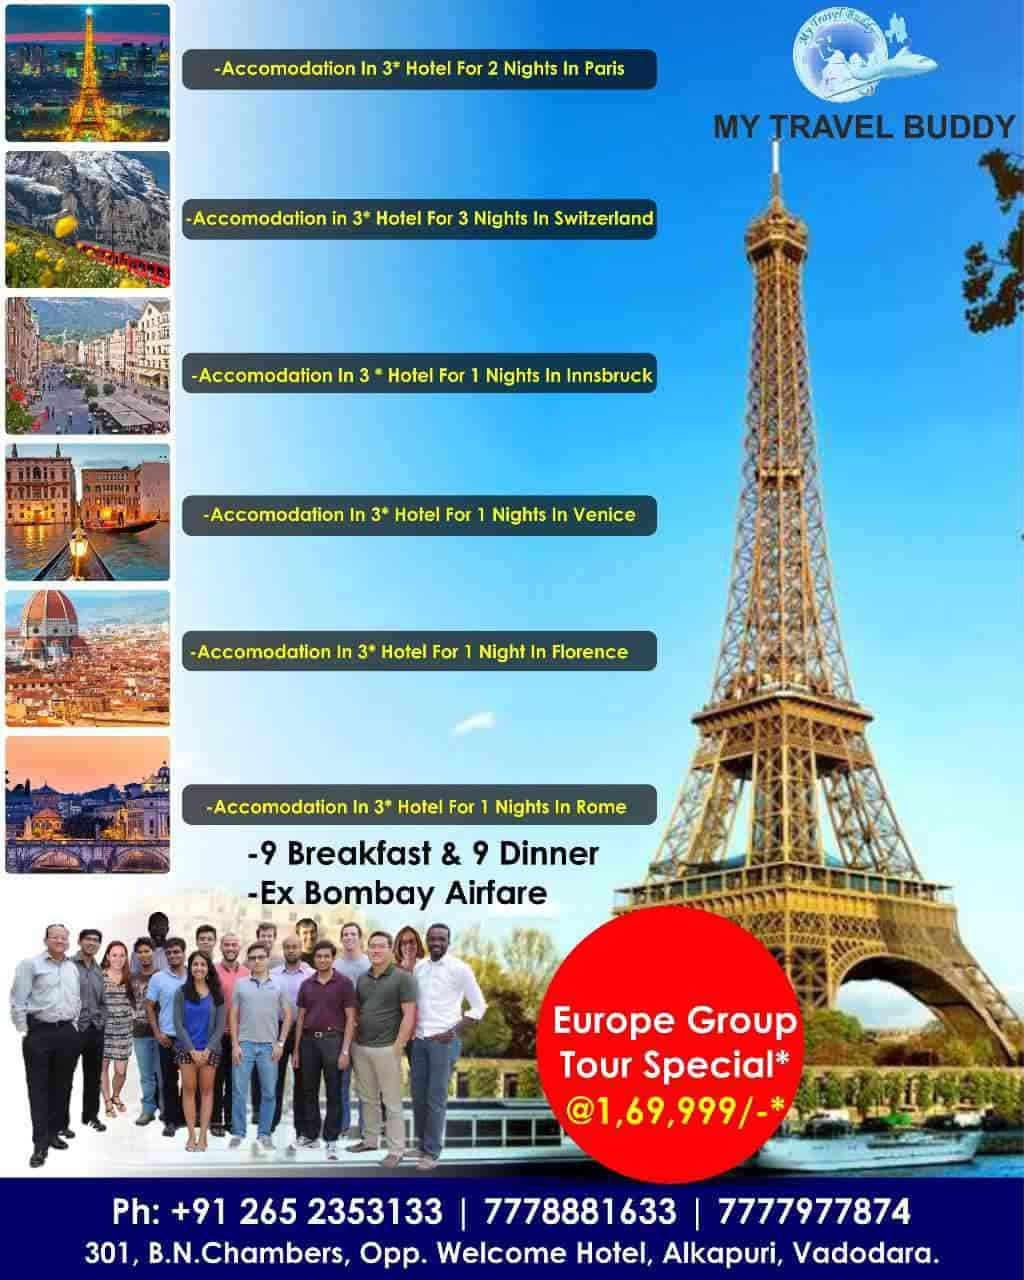 My Travel Buddy
MY TRAVEL BUDDY
-Accomodation In 3* Hotel For 2 Nights In Paris
-Accomodation in 3* Hotel For 3 Nights In Switzerland
-Accomodation In 3 * Hotel For 1 Nights In Innsbruck
-Accomodation In 3* Hotel For 1 Nights In Venice
-Accomodation In 3* Hotel For 1 Night In Florence
-Accomodation In 3* Hotel For 1 Nights In Rome
-9 Breakfast & 9 Dinner
-Ex Bombay Airfare
Europe Group
Tour Special*
@1,69,999/-*
Ph: +91 265 2353133 | 7778881633 | 7777977874
301, B.N.Chambers, Opp. Welcome Hotel, Alkapuri, Vadodara.